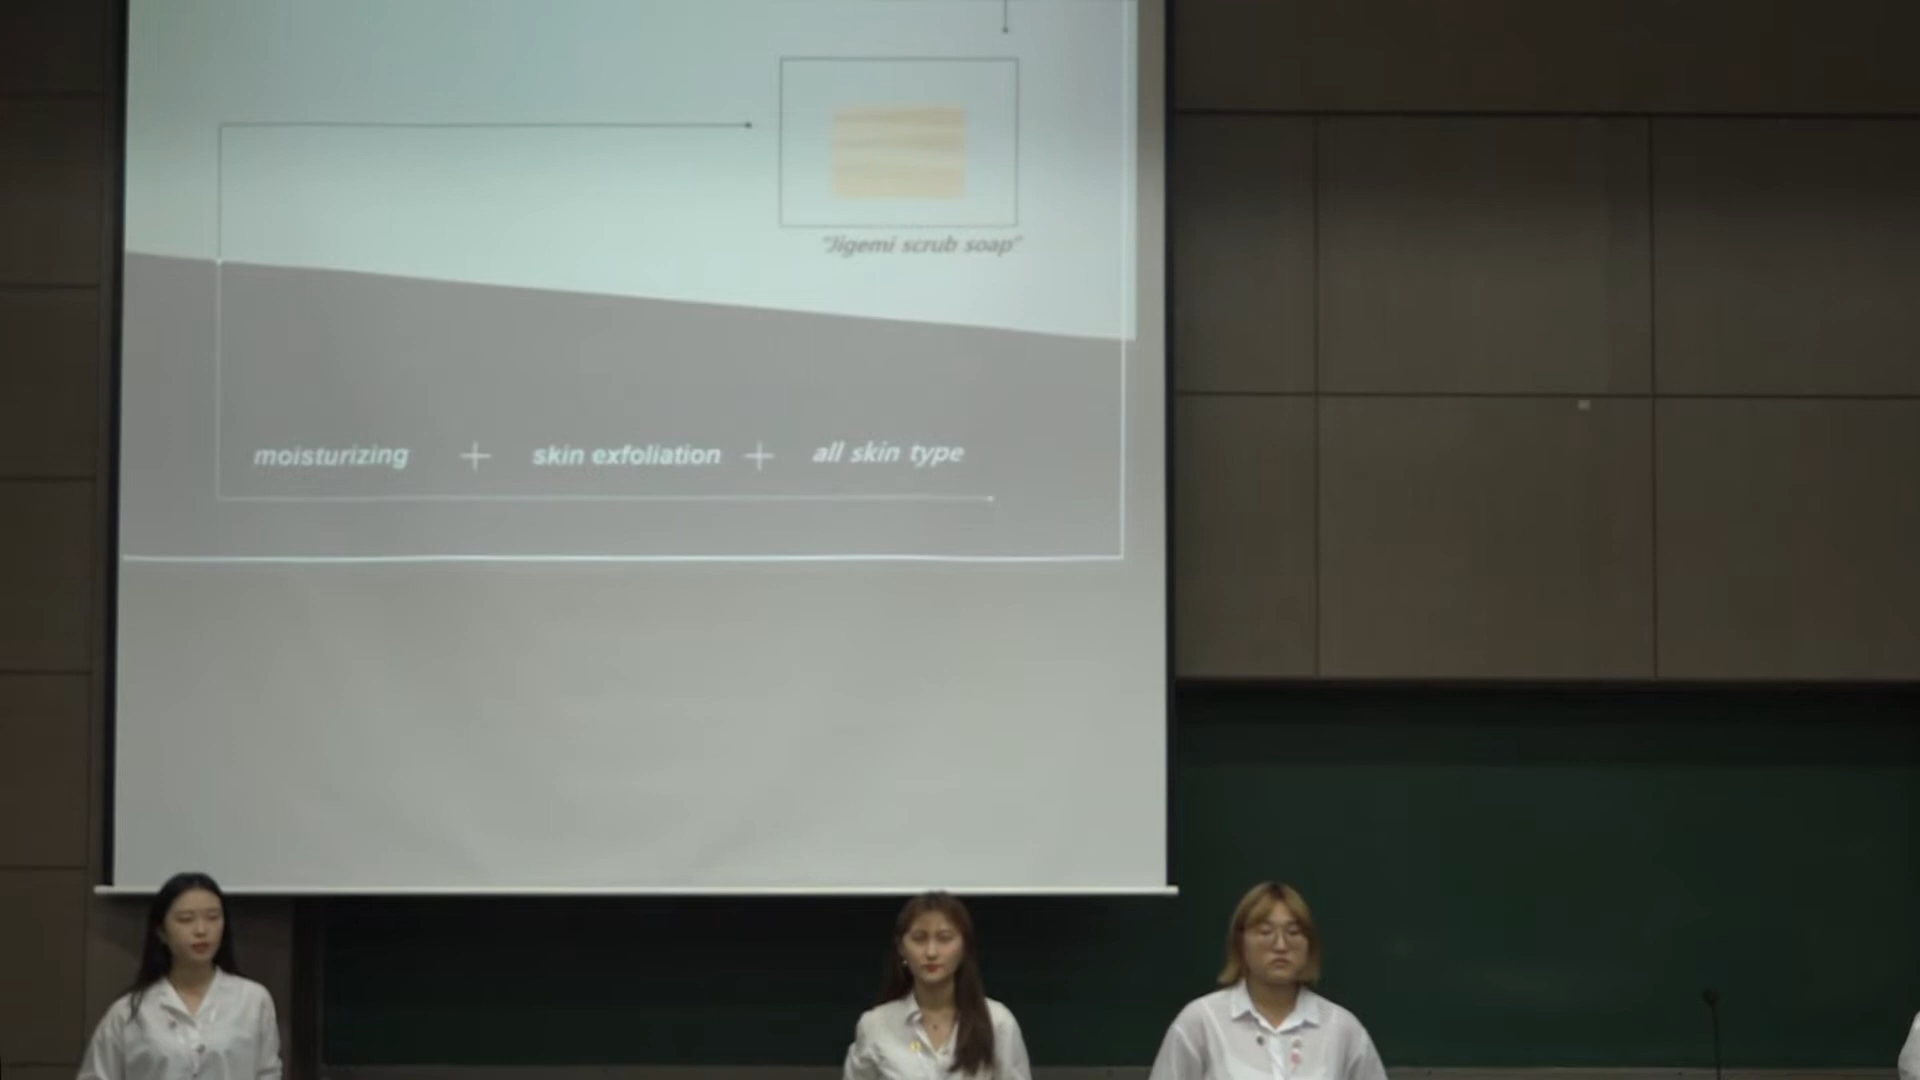 "Jigemi scrub soap"
moisturizing + skin exfoliation + all skin type